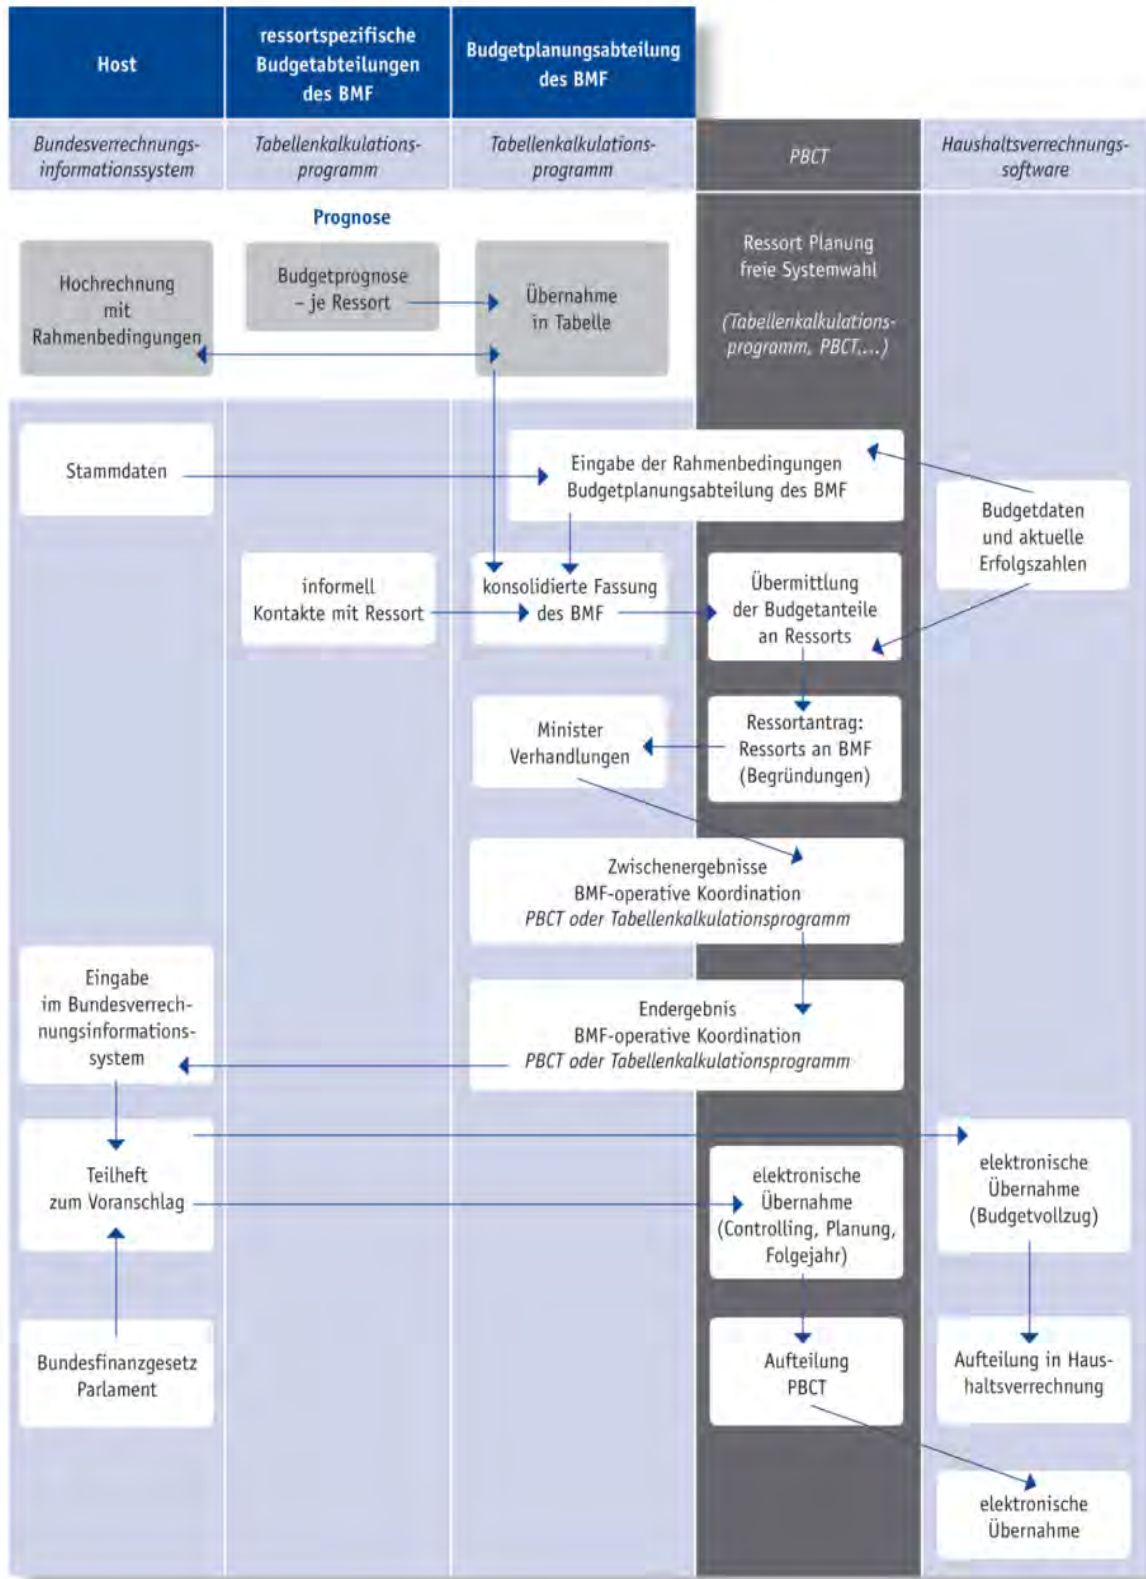 Host
ressortspezifische
Budgetabteilungen
des BMF
Budgetplanungsabteilung
des BMF
Bundesverrechnungs-
informationssystem
Tabellenkalkulations-
programm
Tabellenkalkulations-
programm
PBCT
Haushaltsverrechnungs-
software
Prognose
Hochrechnung
mit
Rahmenbedingungen
Budgetprognose
– je Ressort
Übernahme
in Tabelle
Ressort Planung
freie Systemwahl
(Tabellenkalkulations-
programm, PBCT,...)
Stammdaten
Eingabe der Rahmenbedingungen
Budgetplanungsabteilung des BMF
Budgetdaten
und aktuelle
Erfolgszahlen
informell
Kontakte mit Ressort
konsolidierte Fassung
des BMF
Übermittlung
der Budgetanteile
an Ressorts
Minister
Verhandlungen
Ressortantrag:
Ressorts an BMF
(Begründungen)
Zwischenergebnisse
BMF-operative Koordination
PBCT oder Tabellenkalkulationsprogramm
Eingabe
im Bundesverrech-
nungsinformations-
system
Endergebnis
BMF-operative Koordination
PBCT oder Tabellenkalkulationsprogramm
Teilheft
zum Voranschlag
elektronische
Übernahme
(Controlling, Planung,
Folgejahr)
elektronische
Übernahme
(Budgetvollzug)
Bundesfinanzgesetz
Parlament
Aufteilung
PBCT
Aufteilung in Haus-
haltsverrechnung
elektronische
Übernahme